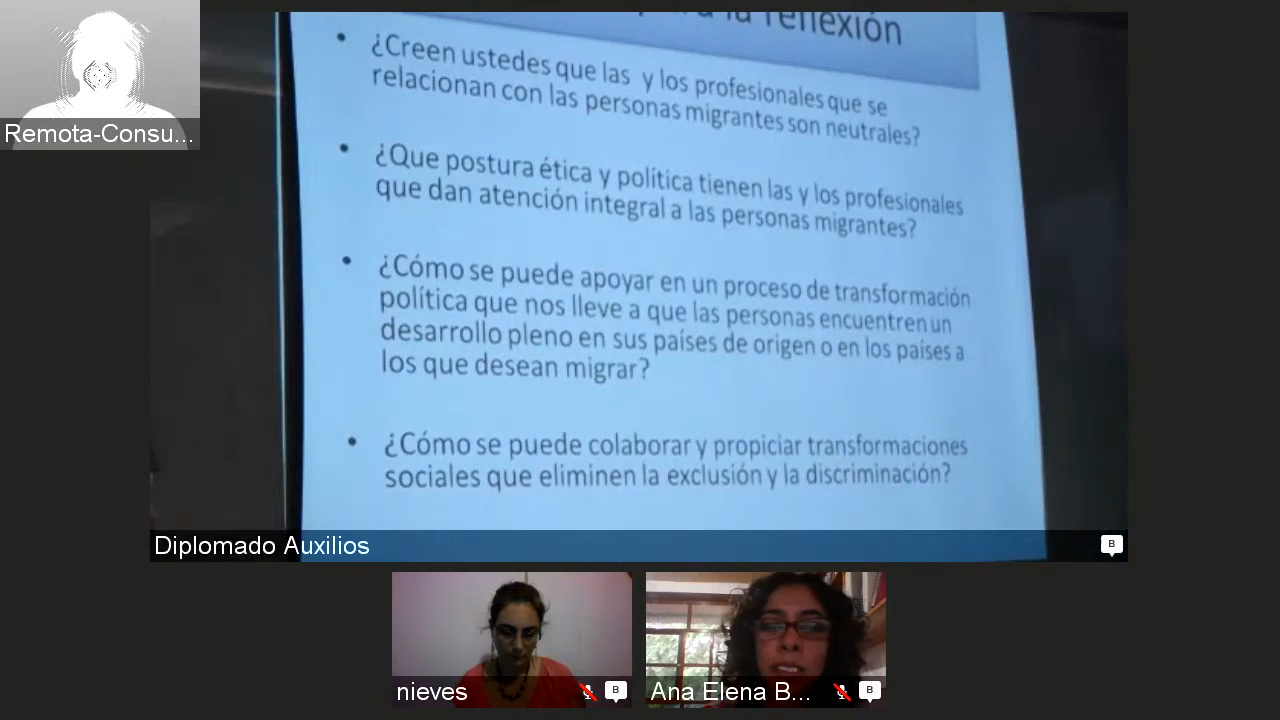 la reflexión
• ¿Creen ustedes que las y los profesionales que se
relacionan con las personas migrantes son neutrales?
• ¿Que postura ética y política tienen las y los profesionales
que dan atención integral a las personas migrantes?
• ¿Cómo se puede apoyar en un proceso de transformación
política que nos lleve a que las personas encuentren un
desarrollo pleno en sus países de origen o en los países a
los que desean migrar?
• ¿Cómo se puede colaborar y propiciar transformaciones
sociales que eliminen la exclusión y la discriminación?
Remota-Consu...
Diplomado Auxilios
B
nieves
B
Ana Elena B...
B